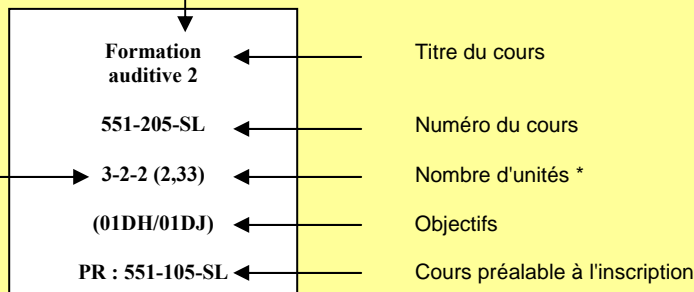 Formation
auditive 2
Titre du cours
551-205-SL
Numéro du cours
3-2-2 (2,33)
Nombre d'unités *
(01DH/01DJ)
Objectifs
PR : 551-105-SL
Cours préalable à l'inscription